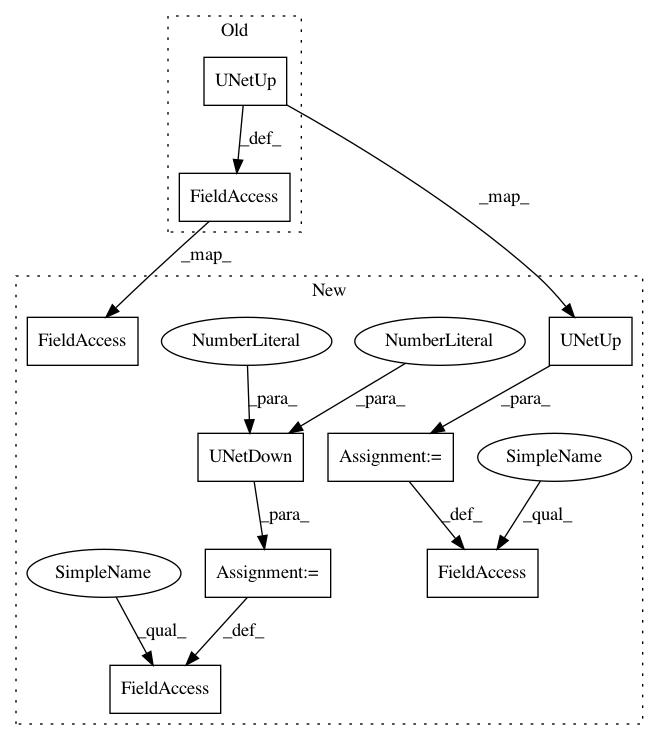 Old
UNetUp
_def_
FieldAccess
_map_
_map_
New
FieldAccess
NumberLiteral
NumberLiteral
UNetUp
_para_
_para_
_para_
UNetDown
Assignment:=
SimpleName
_para_
_def_
_qual_
SimpleName
Assignment:=
FieldAccess
_qual_
_def_
FieldAccess